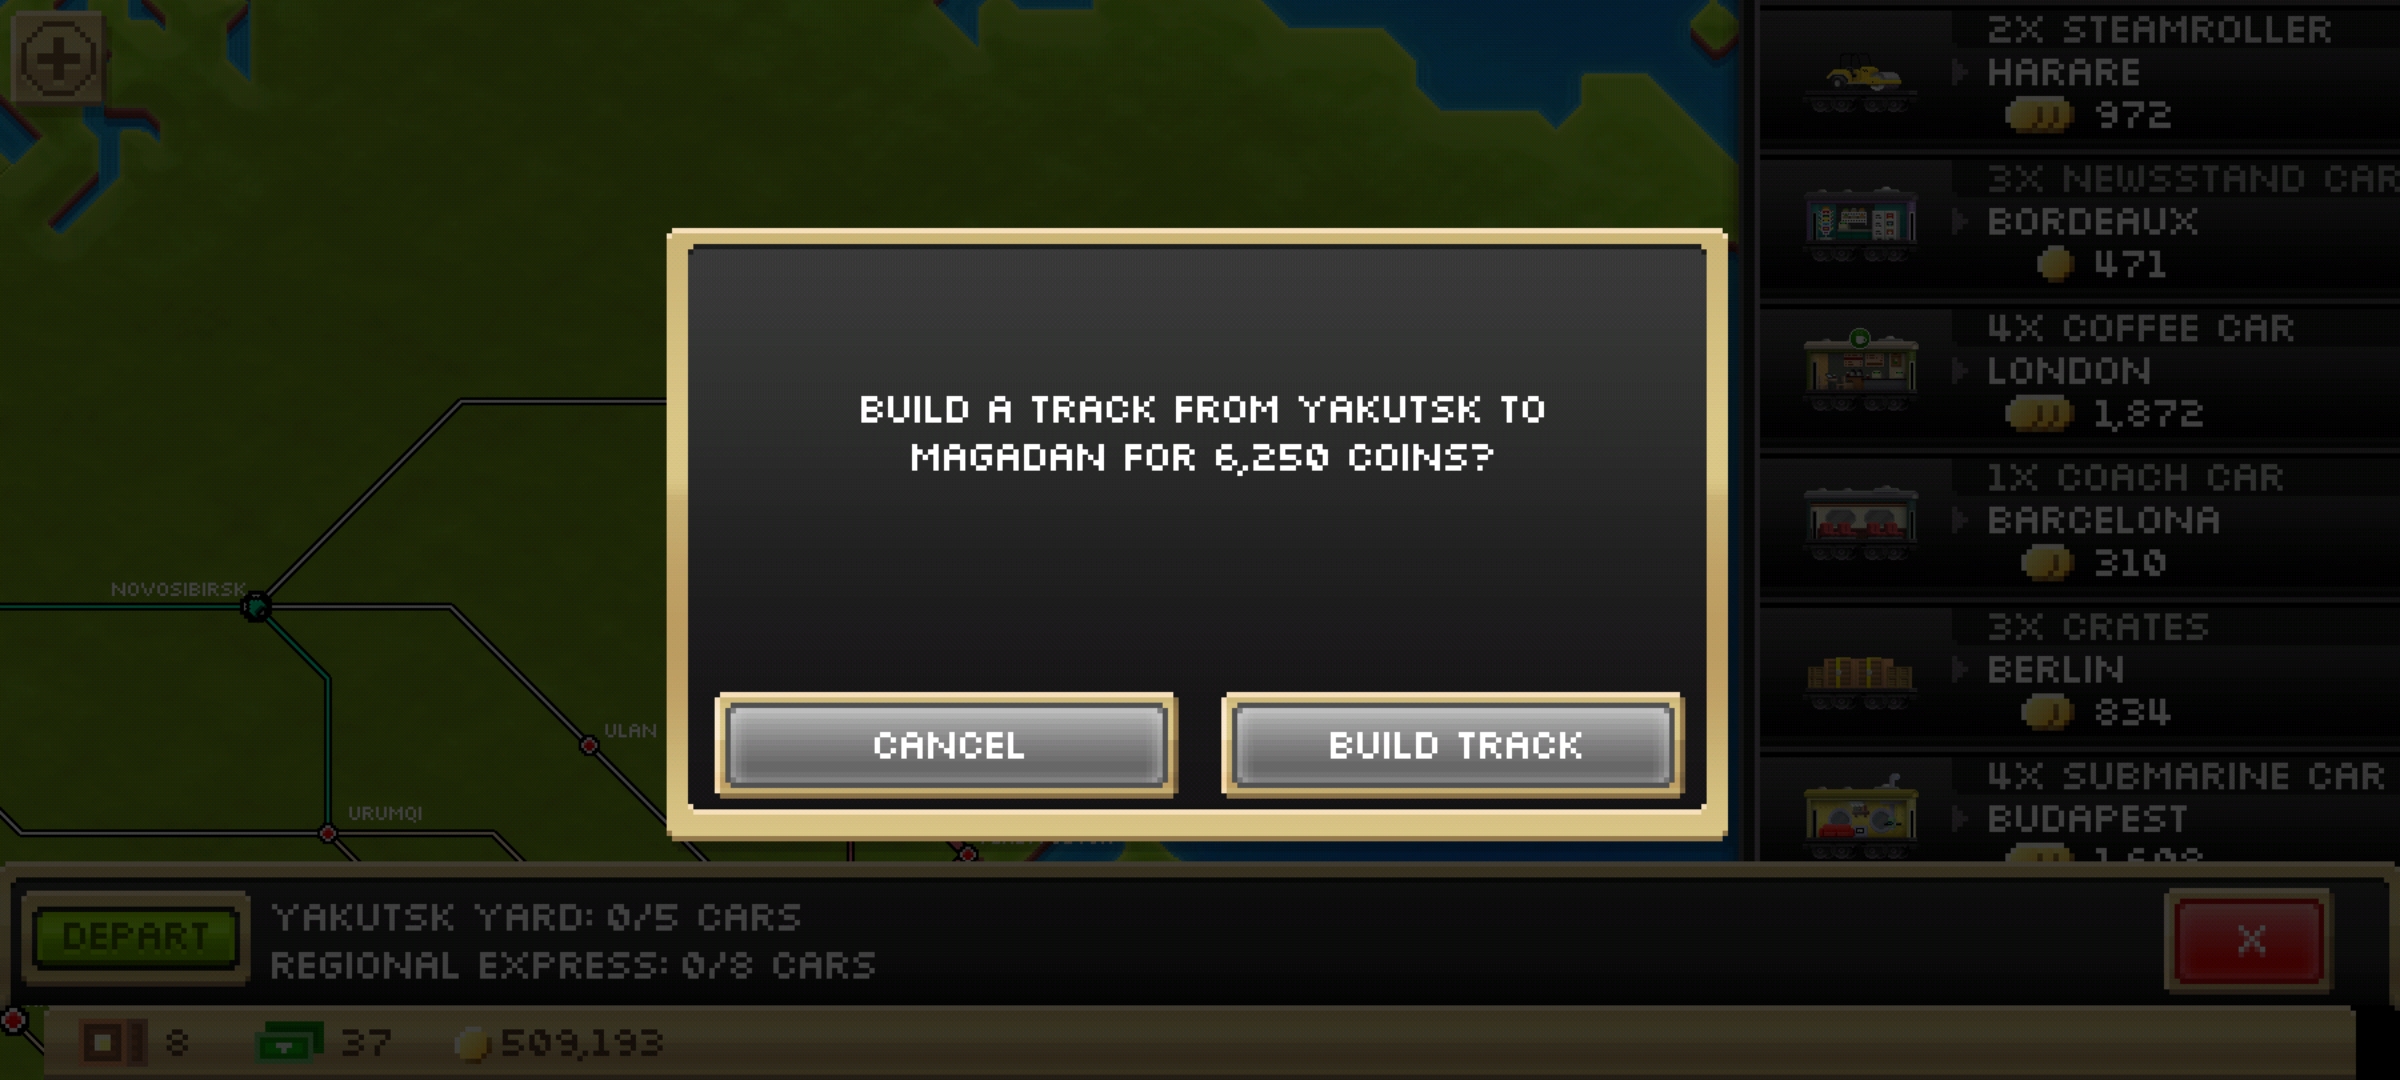 2X STEAMROLLER
HARARE
972
3X NEWSSTAND CAR
BORDEAUX
471
4X COFFEE CAR
LONDON
1,872
1X COACH CAR
BARCELONA
310
3X CRATES
BERLIN
834
4X SUBMARINE CAR
BUDAPEST
1,608
BUILD A TRACK FROM YAKUTSK TO
MAGADAN FOR 6,250 COINS?
CANCEL
BUILD TRACK
NOVOSIBIRSK
ULAN
URUMQI
DEPART
YAKUTSK YARD: 0/5 CARS
REGIONAL EXPRESS: 0/8 CARS
X
8
37
509,193